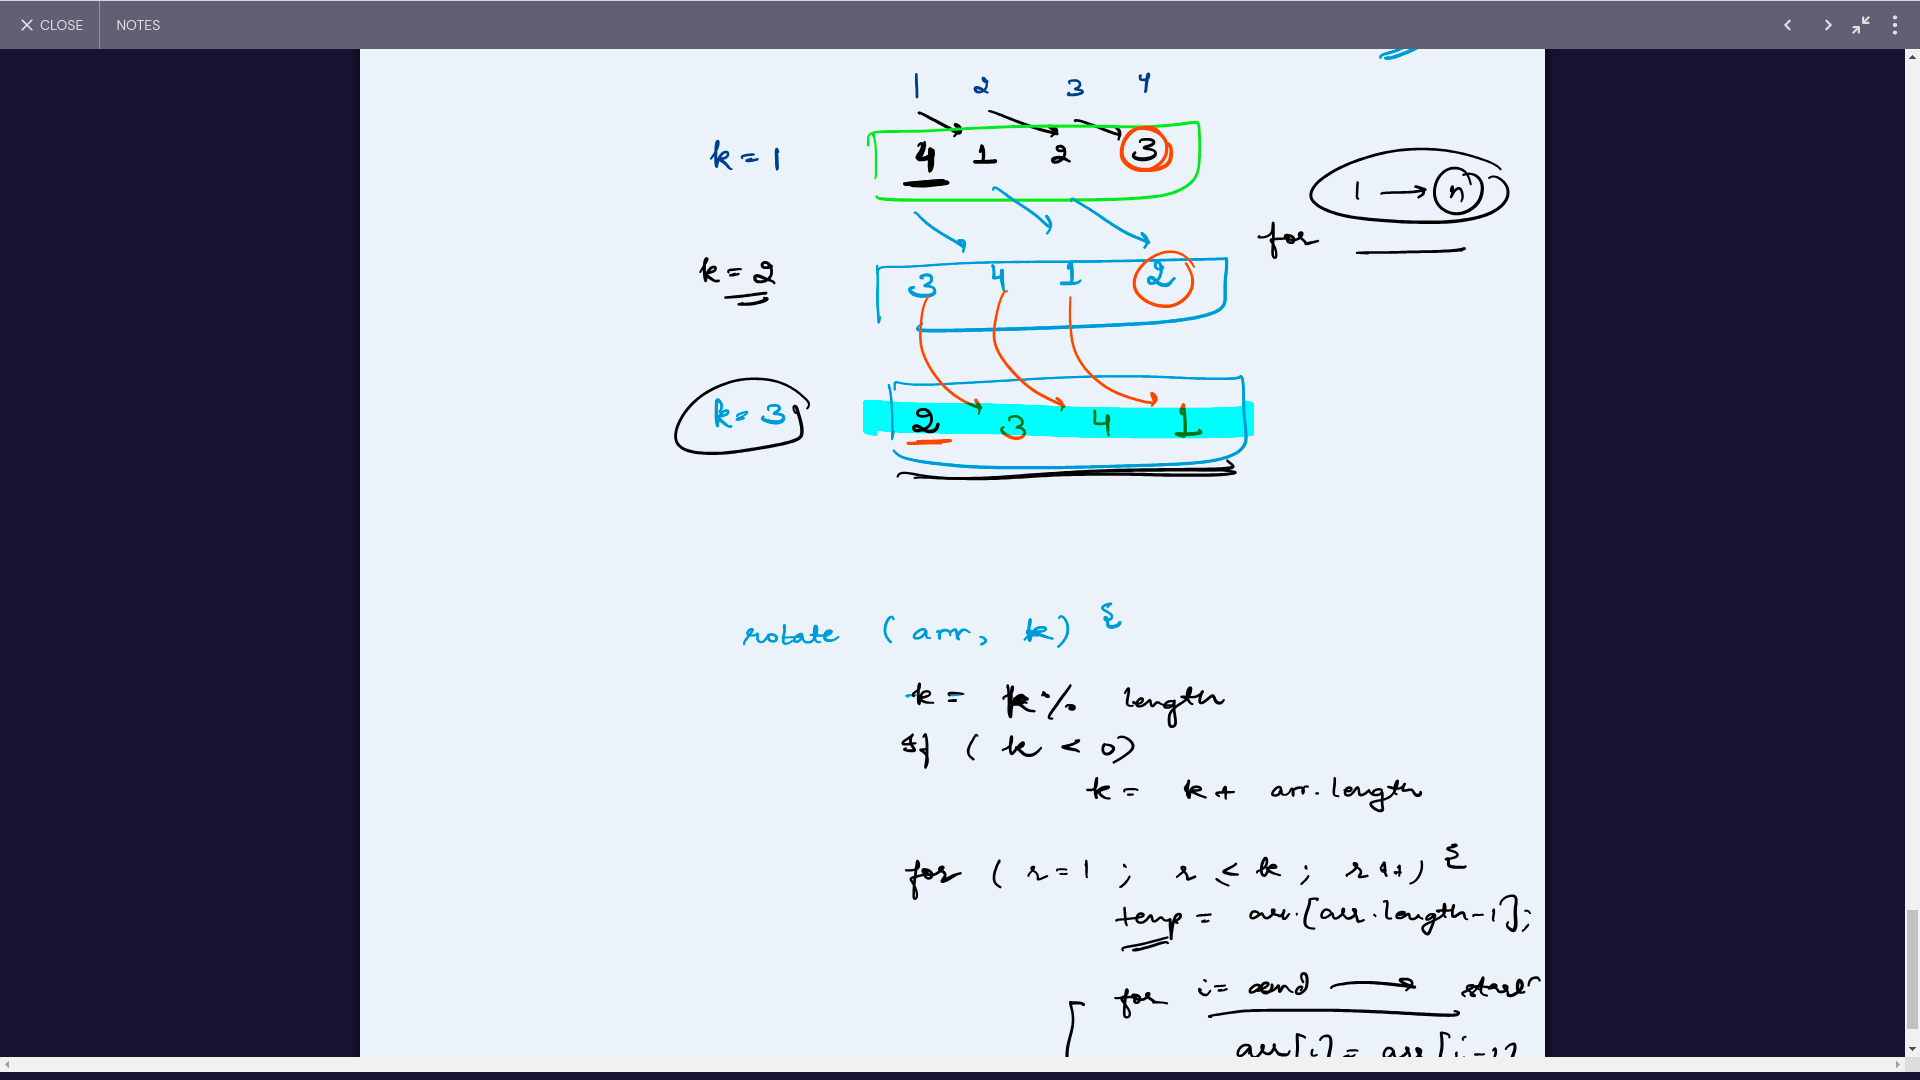 CLOSE NOTES
1 2 3 4
k = 1 4 1 2 3
1 → n
for
k = 2 3 4 1 2
k = 3 2 3 4 1
rotate (arr, k) {
k = k % length
if (k < 0)
k = k + arr.length
for (r = 1 ; r ≤ k ; r++) {
temp = arr.[arr.length-1];
for i = end → start
arr[i] = arr[i-1]